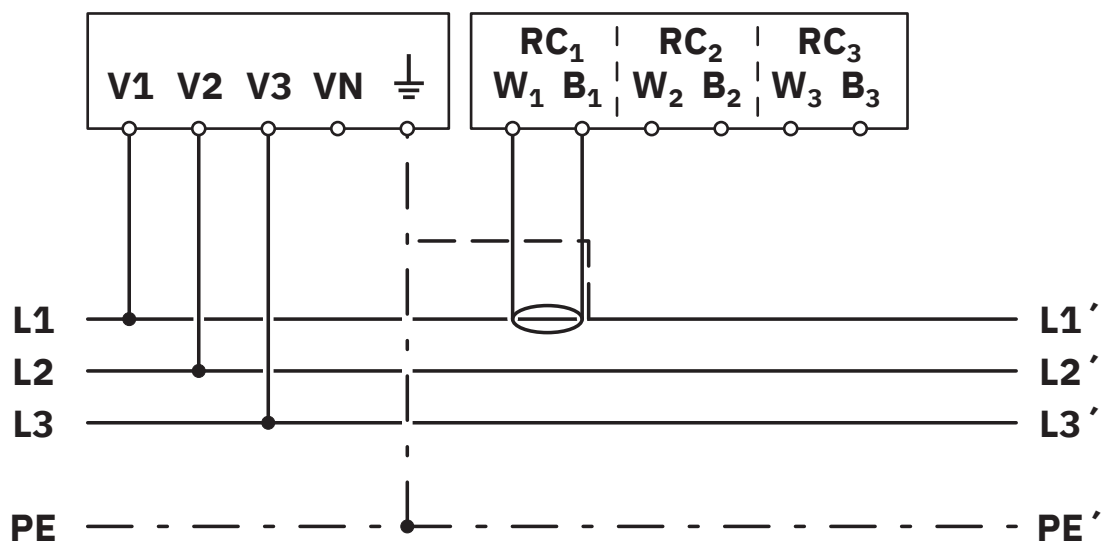 RC₁ RC₂ RC₃
V1 V2 V3 VN W₁ B₁ W₂ B₂ W₃ B₃
L1 L1´
L2 L2´
L3 L3´
PE PE´